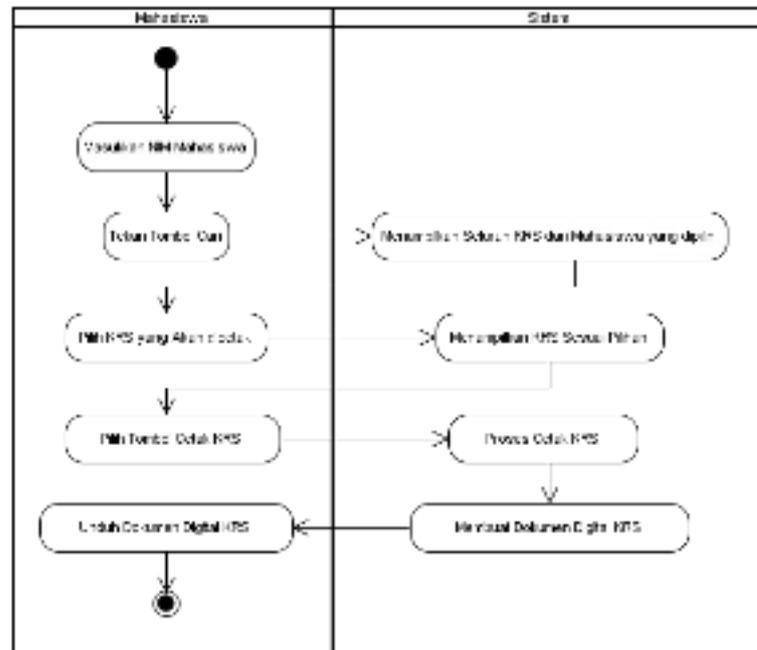 Mahasiswa
Sistem
Masukkan NIM Mahasiswa
Tekan Tombol Cari
Menampilkan Seluruh KRS dari Mahasiswa yang dipilih
Pilih KRS yang Akan dicetak
Menampilkan KRS Sesuai Pilihan
Pilih Tombol Cetak KRS
Proses Cetak KRS
Unduh Dokumen Digital KRS
Membuat Dokumen Digital KRS